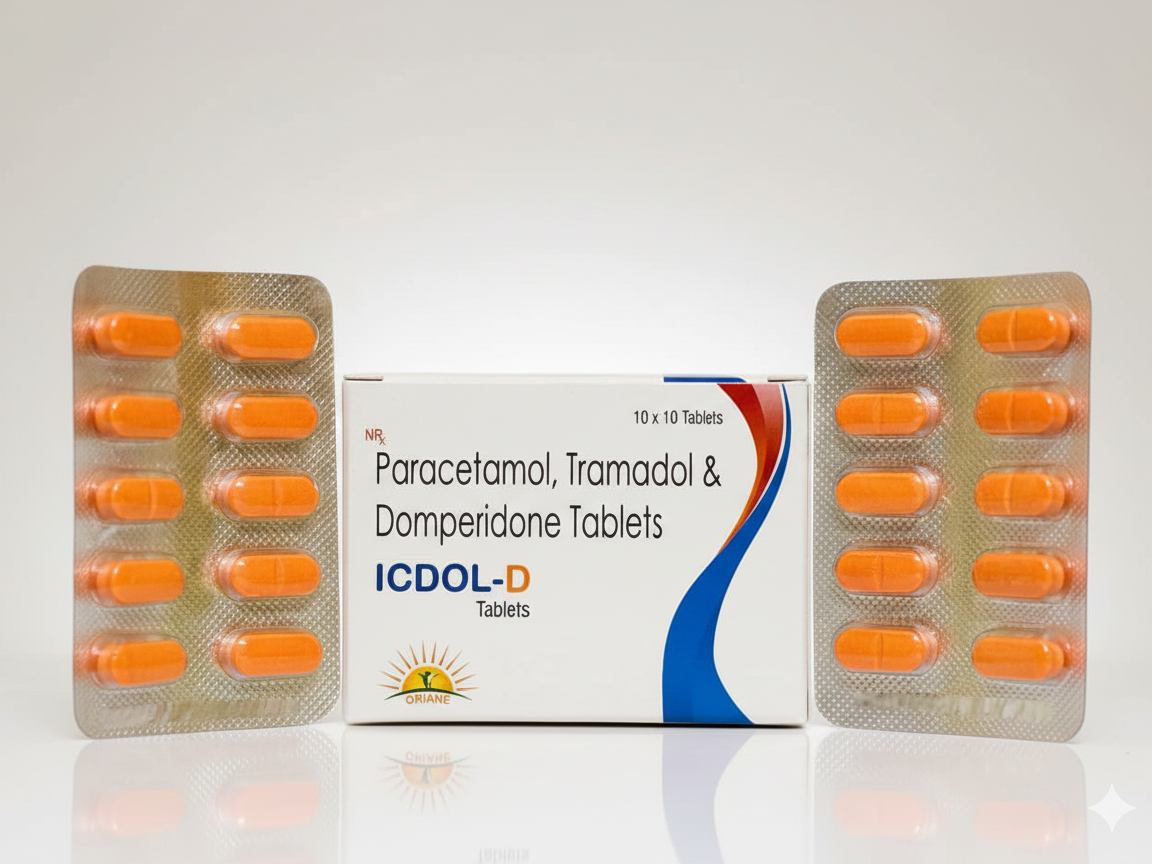 10 x 10 Tablets
NRx
Paracetamol, Tramadol &
Domperidone Tablets
ICDOL-D
Tablets
ORIANE